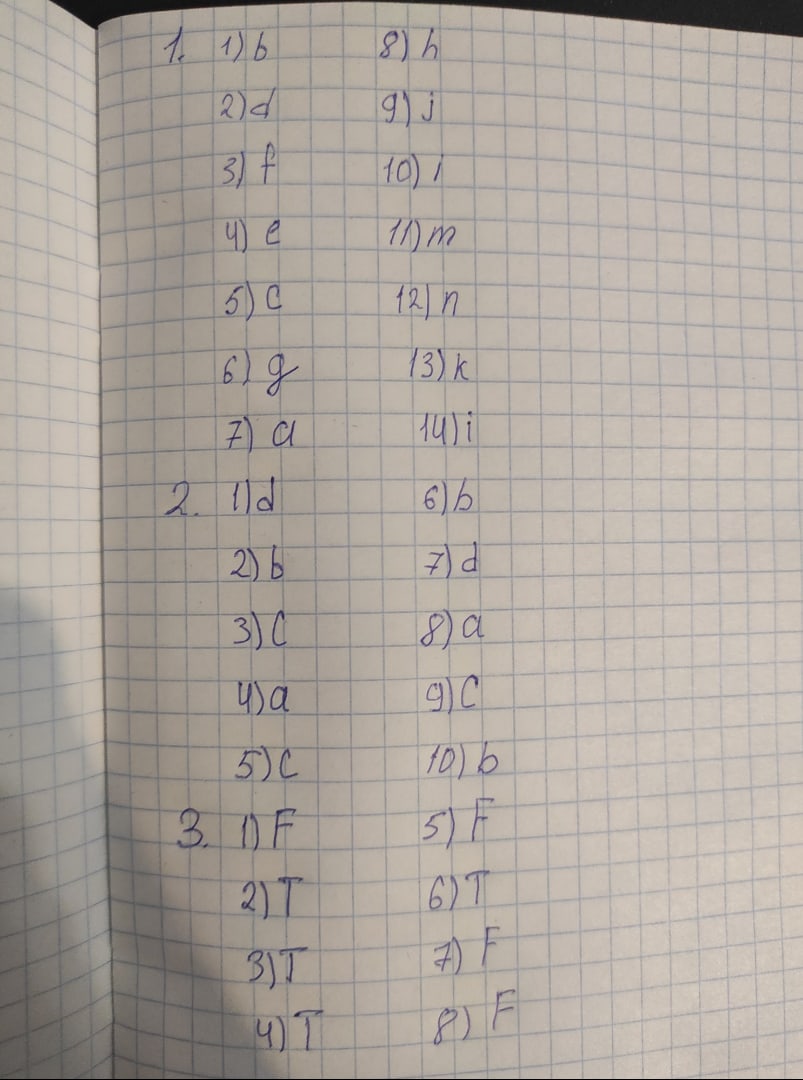 1. 1) b 8) h
2) d 9) j
3) f 10) l
4) e 11) m
5) c 12) n
6) g 13) k
7) a 14) i
2. 1) d 6) b
2) b 7) d
3) C 8) a
4) a 9) C
5) C 10) b
3. 1) F 5) F
2) T 6) T
3) T 7) F
4) T 8) F